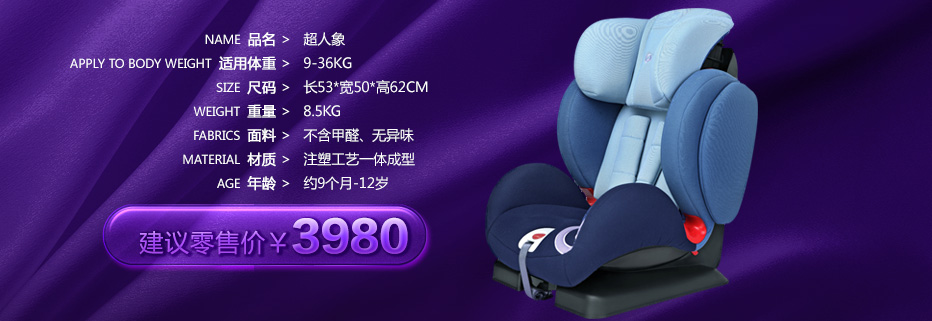 NAME 品名 > 超人象
APPLY TO BODY WEIGHT 适用体重 > 9-36KG
SIZE 尺码 > 长53*宽50*高62CM
WEIGHT 重量 > 8.5KG
FABRICS 面料 > 不含甲醛、无异味
MATERIAL 材质 > 注塑工艺一体成型
AGE 年龄 > 约9个月-12岁
建议零售价￥3980